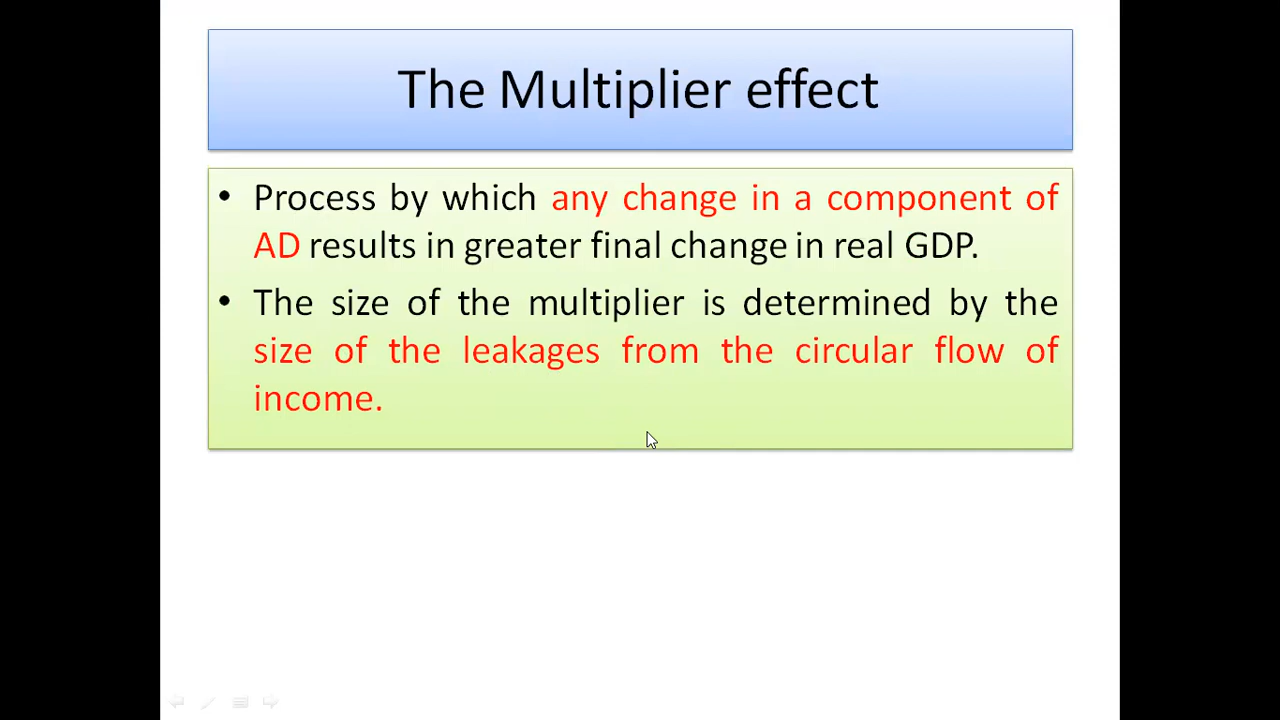 The Multiplier effect
• Process by which any change in a component of
AD results in greater final change in real GDP.
• The size of the multiplier is determined by the
size of the leakages from the circular flow of
income.